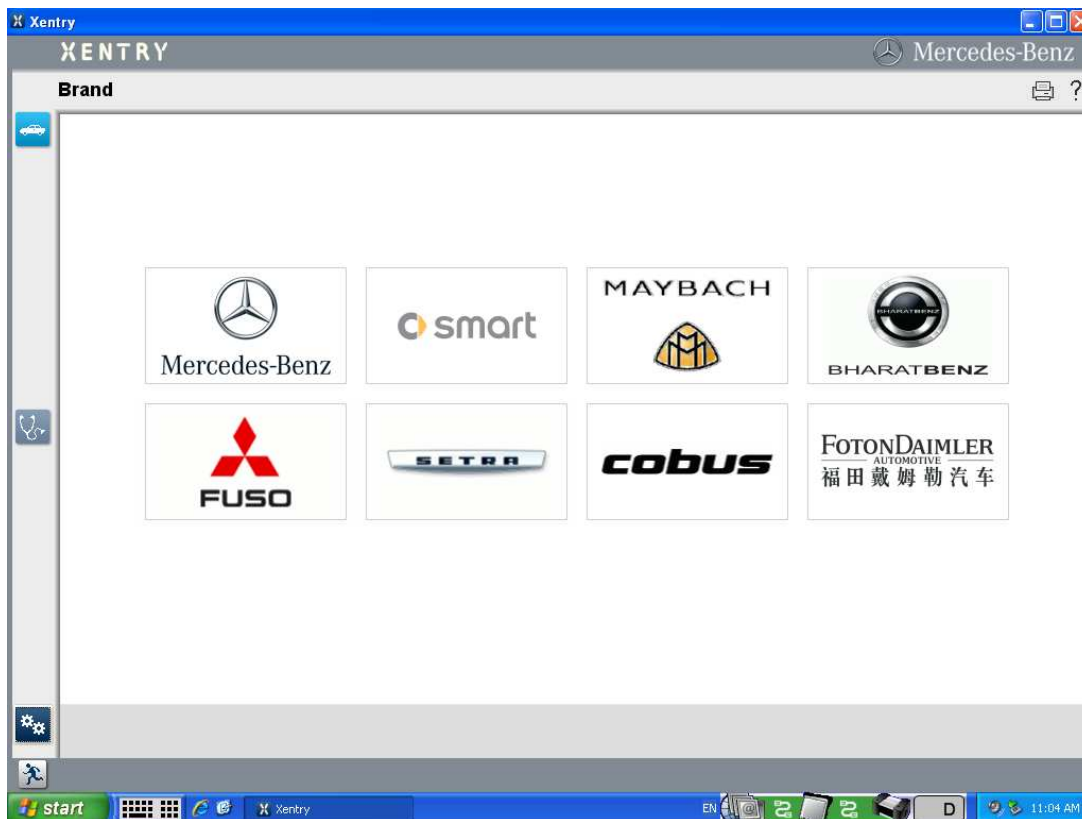 Xentry
XENTRY
Mercedes-Benz
Brand
?
Mercedes-Benz
smart
MAYBACH
BHARATBENZ
BHARATBENZ
FUSO
SETRA
cobus
FOTONDAIMLER
AUTOMOTIVE
福田戴姆勒汽车
start
Xentry
EN
D
11:04 AM